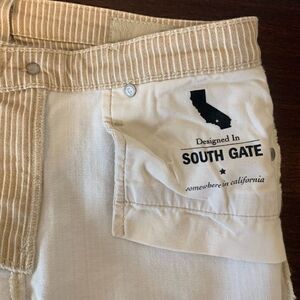 Designed In
SOUTH GATE
somewhere in california